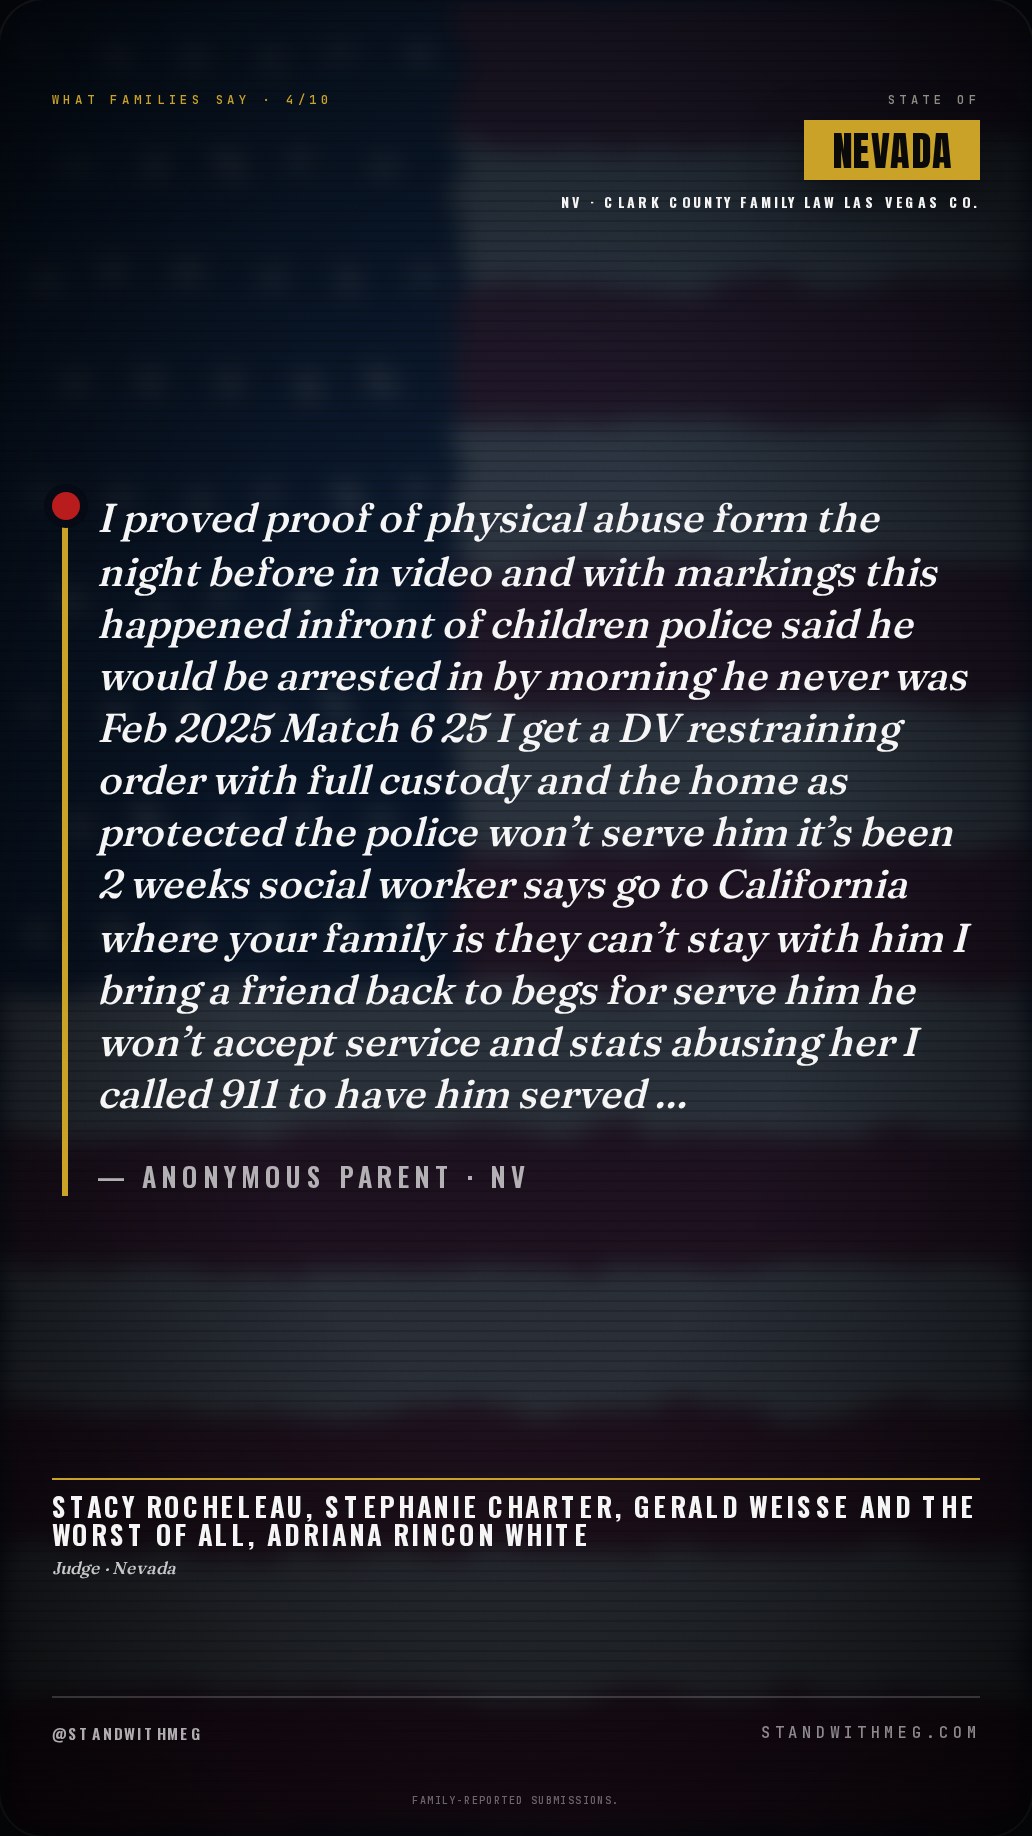 WHAT FAMILIES SAY · 4/10
STATE OF
NEVADA
NV · CLARK COUNTY FAMILY LAW LAS VEGAS CO.
I proved proof of physical abuse form the
night before in video and with markings this
happened infront of children police said he
would be arrested in by morning he never was
Feb 2025 Match 6 25 I get a DV restraining
order with full custody and the home as
protected the police won’t serve him it’s been
2 weeks social worker says go to California
where your family is they can’t stay with him I
bring a friend back to begs for serve him he
won’t accept service and stats abusing her I
called 911 to have him served ...
— ANONYMOUS PARENT · NV
STACY ROCHELEAU, STEPHANIE CHARTER, GERALD WEISSE AND THE
WORST OF ALL, ADRIANA RINCON WHITE
Judge · Nevada
@STANDWITHMEG
STANDWITHMEG.COM
FAMILY-REPORTED SUBMISSIONS.